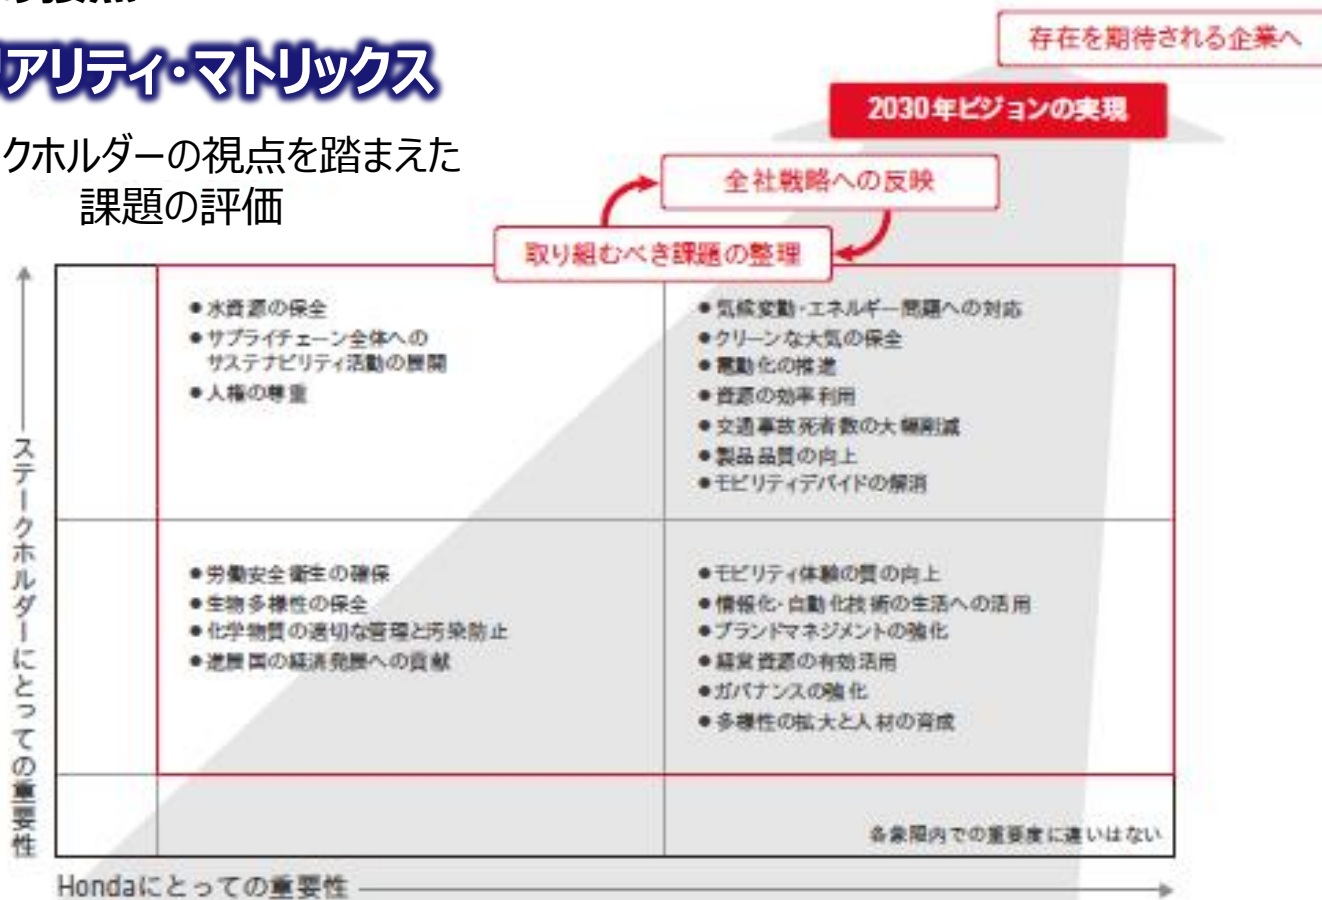 リアリティ・マトリックス
クホルダーの視点を踏まえた
課題の評価
存在を期待される企業へ
2030年ビジョンの実現
全社戦略への反映
取り組むべき課題の整理
●水資源の保全
●サプライチェーン全体への
サステナビリティ活動の展開
●人権の尊重
●気候変動・エネルギー問題への対応
●クリーンな大気の保全
●電動化の推進
●資源の効率利用
●交通事故死者数の大幅削減
●製品品質の向上
●モビリティデバイドの解消
●労働安全衛生の確保
●生物多様性の保全
●化学物質の適切な管理と汚染防止
●進展国の経済発展への貢献
●モビリティ体験の質の向上
●情報化・自動化技術の生活への活用
●ブランドマネジメントの強化
●経営資源の有効活用
●ガバナンスの強化
●多様性の拡大と人材の育成
各象限内での重要度に違いはない
ステークホルダーにとっての重要性
Hondaにとっての重要性